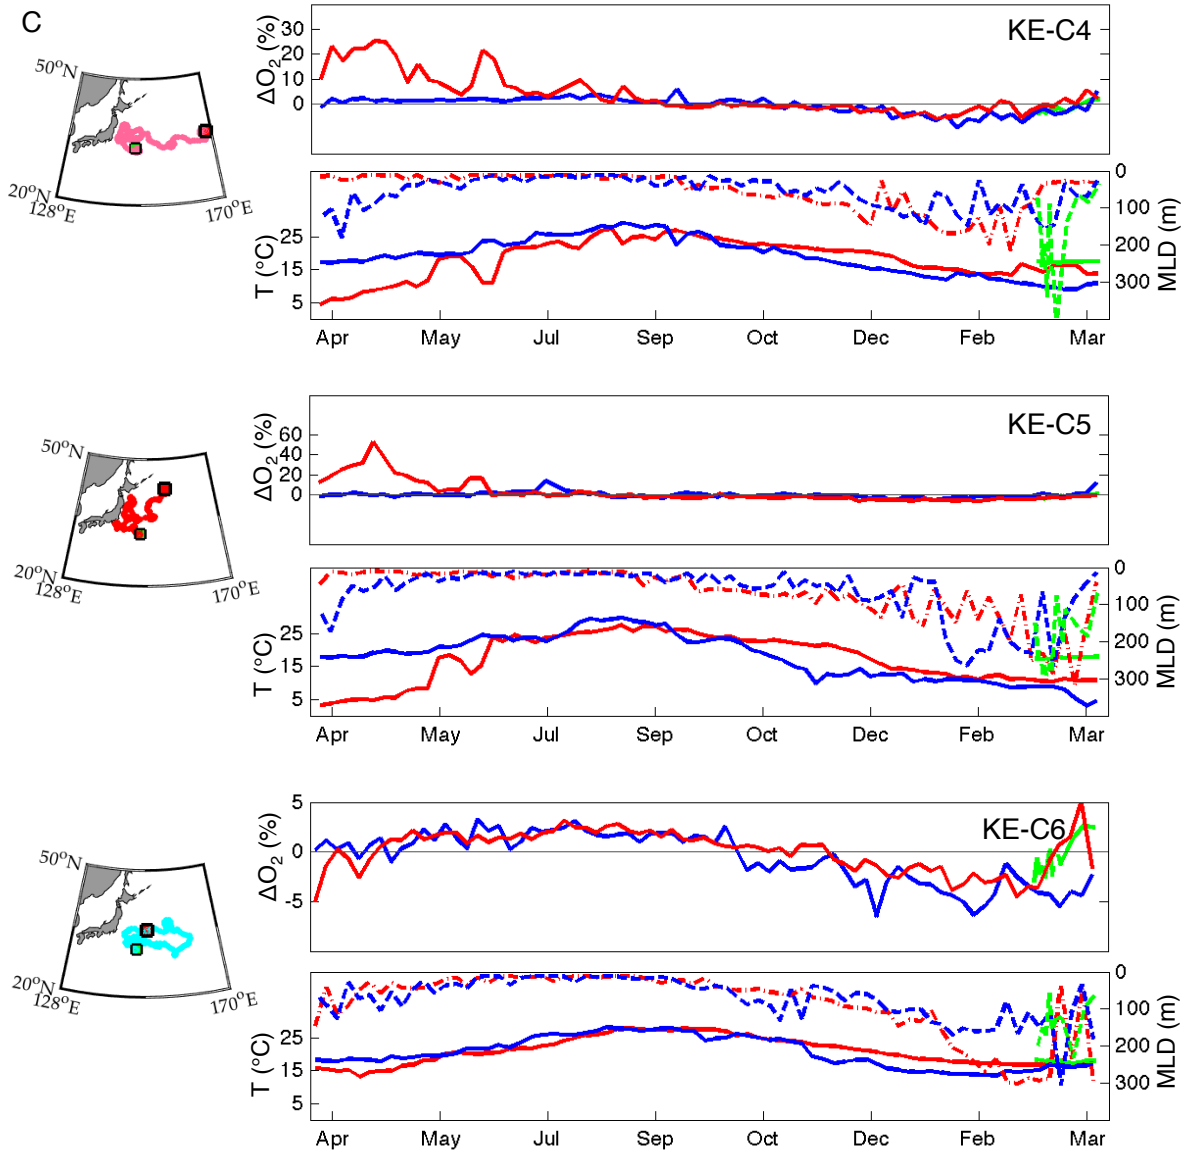 C
KE-C4
ΔO2 (%)
30
20
10
0
50°N
20°N
128°E
170°E
T (°C)
25
15
5
0
100
200
300
MLD (m)
Apr May Jul Sep Oct Dec Feb Mar
KE-C5
ΔO2 (%)
60
40
20
0
50°N
20°N
128°E
170°E
T (°C)
25
15
5
0
100
200
300
MLD (m)
Apr May Jul Sep Oct Dec Feb Mar
KE-C6
ΔO2 (%)
5
0
-5
50°N
20°N
128°E
170°E
T (°C)
25
15
5
0
100
200
300
MLD (m)
Apr May Jul Sep Oct Dec Feb Mar